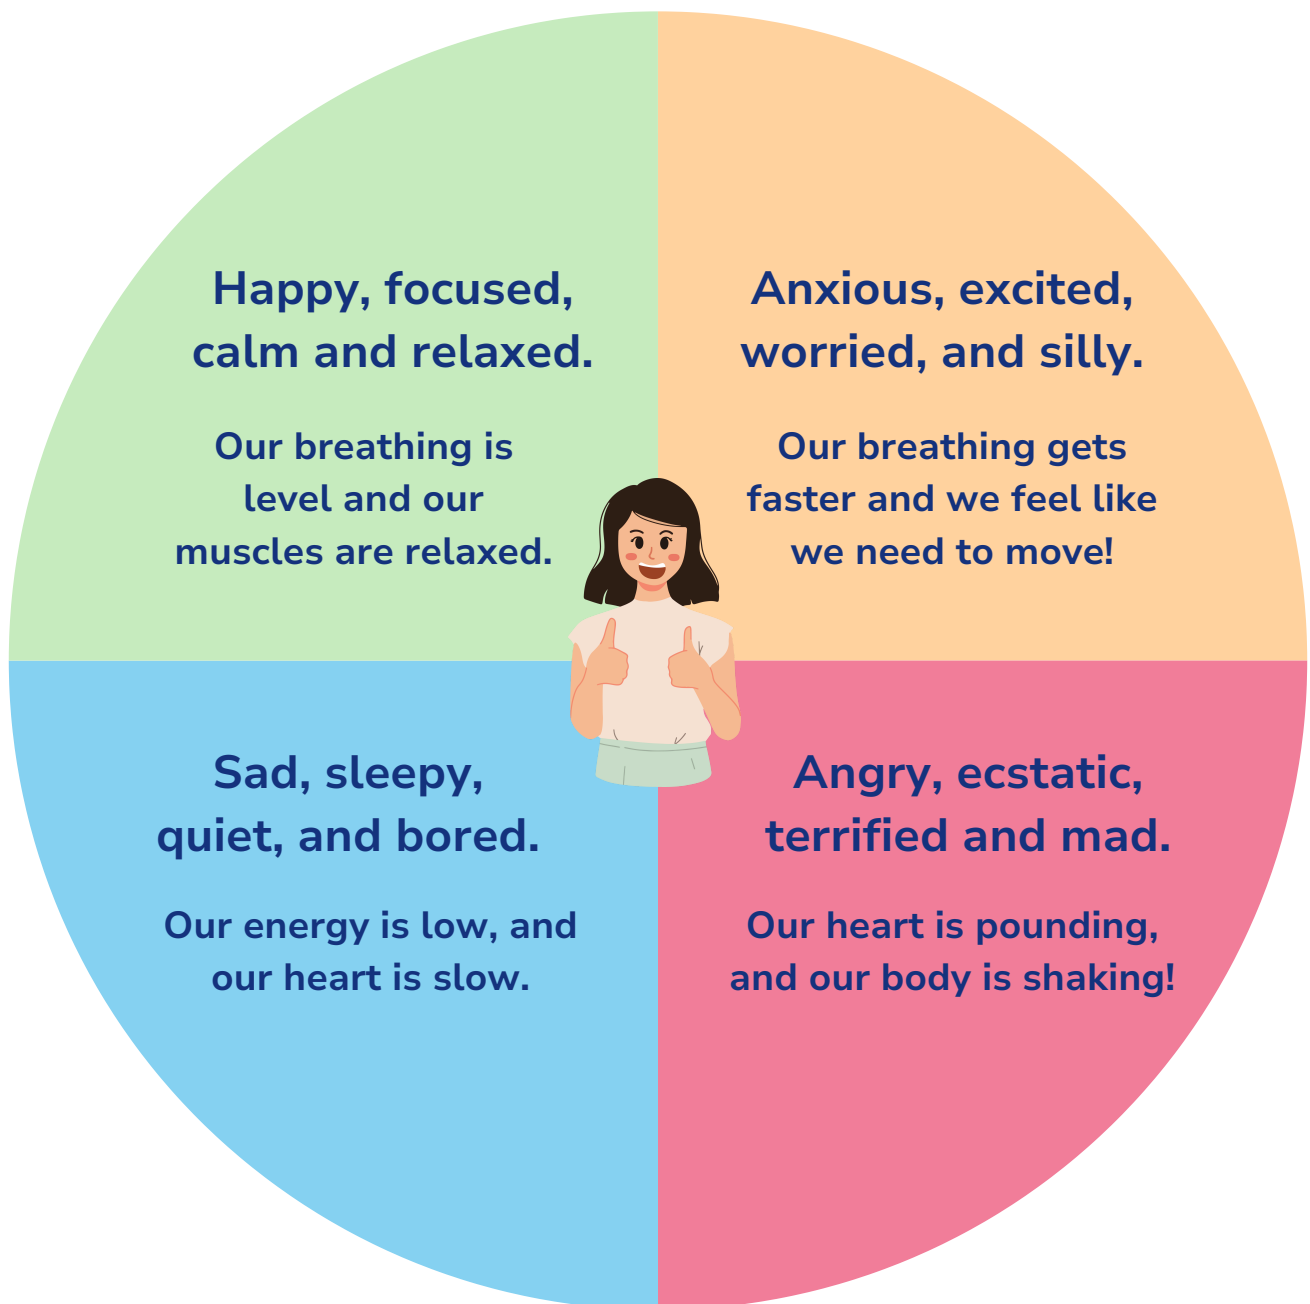 Happy, focused,
calm and relaxed.
Our breathing is
level and our
muscles are relaxed.
Anxious, excited,
worried, and silly.
Our breathing gets
faster and we feel like
we need to move!
Sad, sleepy,
quiet, and bored.
Our energy is low, and
our heart is slow.
Angry, ecstatic,
terrified and mad.
Our heart is pounding,
and our body is shaking!